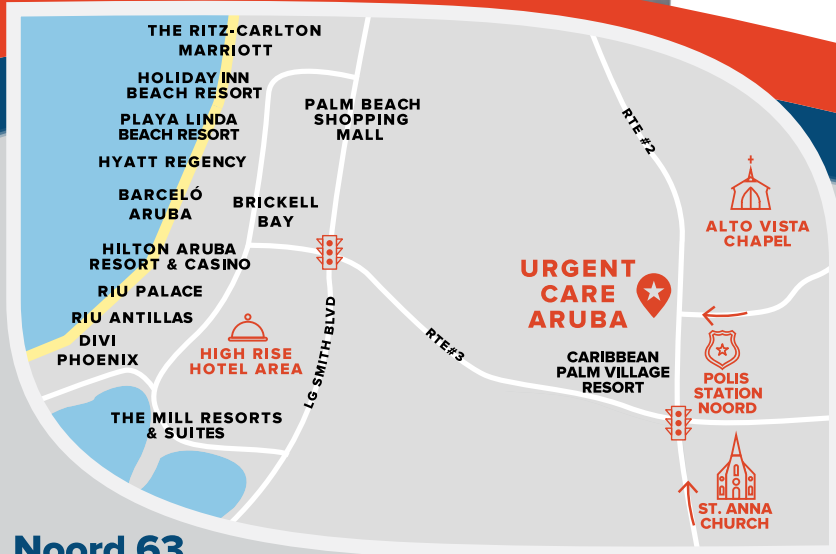 THE RITZ-CARLTON
MARRIOTT
HOLIDAY INN
BEACH RESORT
PLAYA LINDA
BEACH RESORT
HYATT REGENCY
BARCELÓ
ARUBA
HILTON ARUBA
RESORT & CASINO
RIU PALACE
RIU ANTILLAS
DIVI
PHOENIX
THE MILL RESORTS
& SUITES
PALM BEACH
SHOPPING
MALL
BRICKELL
BAY
HIGH RISE
HOTEL AREA
LG SMITH BLVD
RTE#3
RTE #2
URGENT
CARE
ARUBA
CARIBBEAN
PALM VILLAGE
RESORT
ALTO VISTA
CHAPEL
POLIS
STATION
NOORD
ST. ANNA
CHURCH
Noord 63